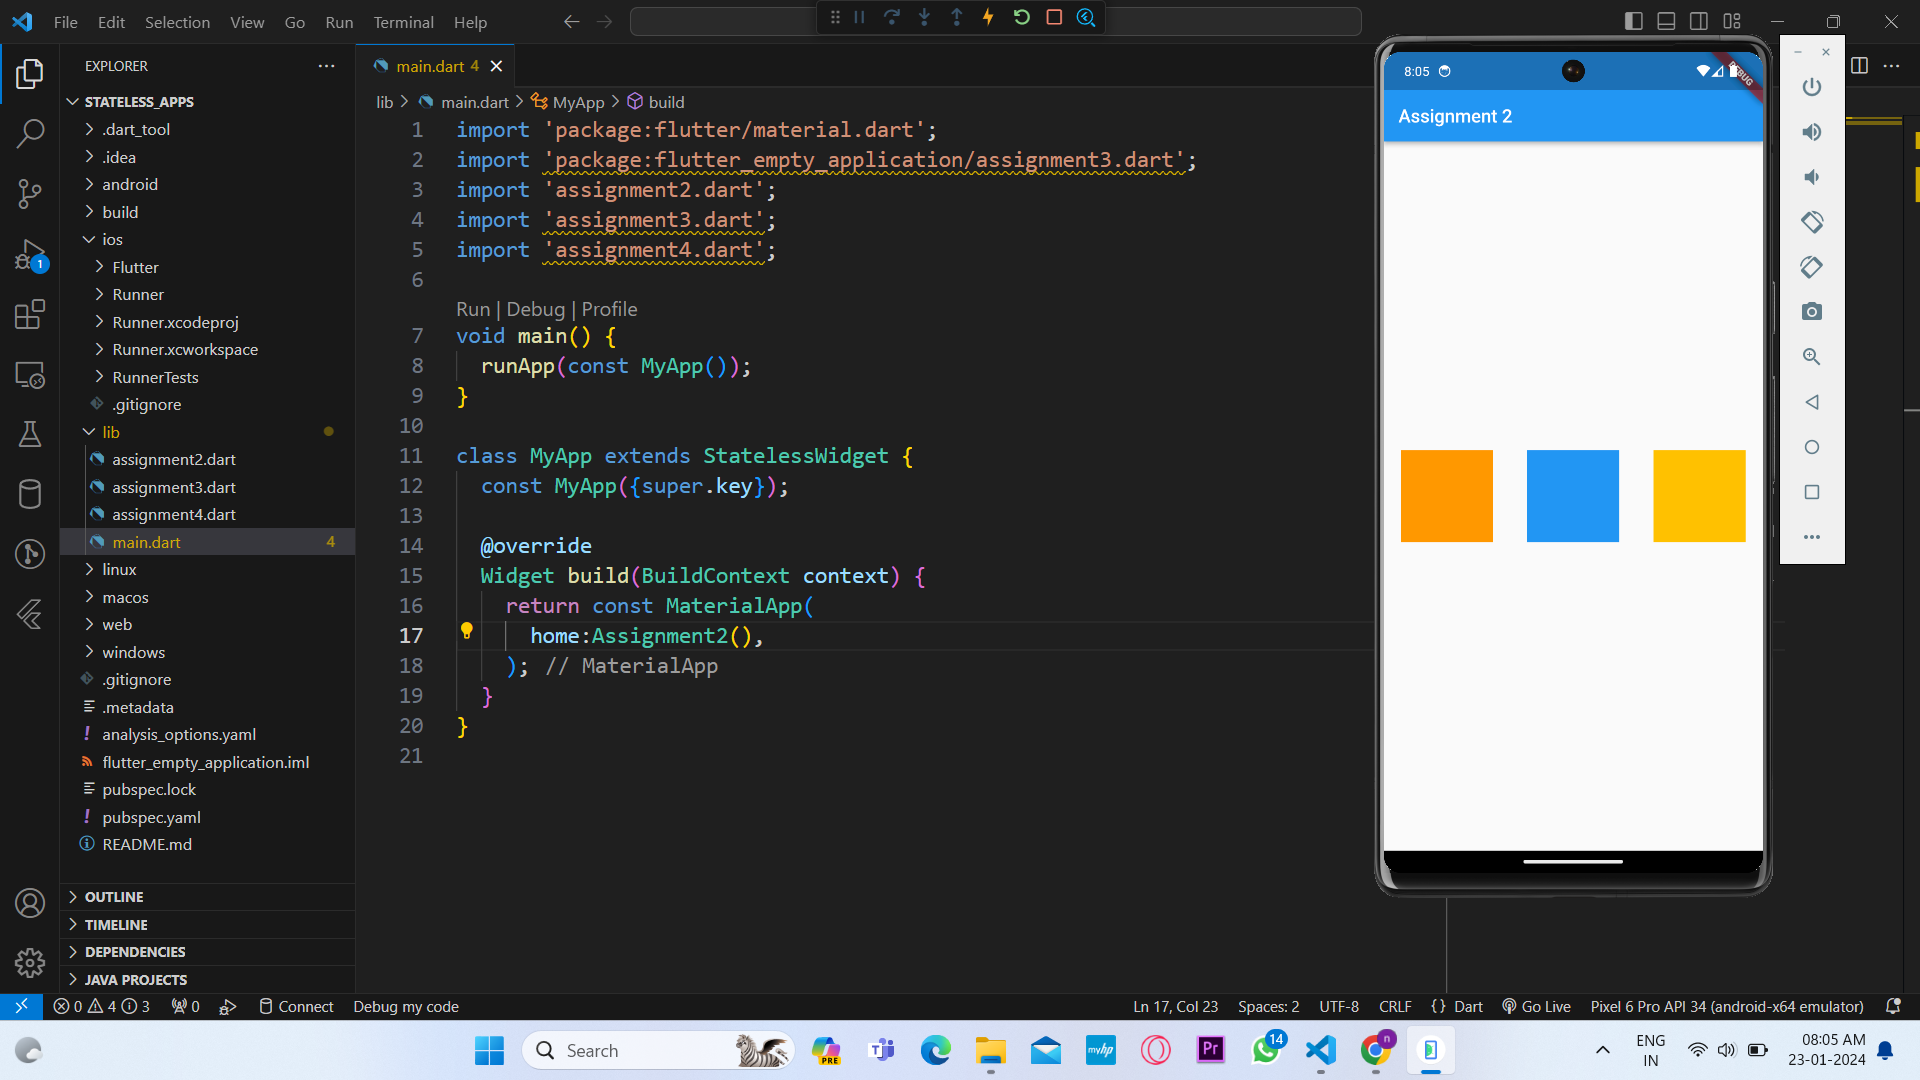 File Edit Selection View Go Run Terminal Help
EXPLORER
STATELESS_APPS
.dart_tool
.idea
android
build
ios
Flutter
Runner
Runner.xcodeproj
Runner.xcworkspace
RunnerTests
.gitignore
lib
assignment2.dart
assignment3.dart
assignment4.dart
main.dart 4
linux
macos
web
windows
.gitignore
.metadata
analysis_options.yaml
flutter_empty_application.iml
pubspec.lock
pubspec.yaml
README.md
OUTLINE
TIMELINE
DEPENDENCIES
JAVA PROJECTS
1
main.dart 4
lib > main.dart > MyApp > build
1 import 'package:flutter/material.dart';
2 import 'package:flutter_empty_application/assignment3.dart';
3 import 'assignment2.dart';
4 import 'assignment3.dart';
5 import 'assignment4.dart';
6
Run | Debug | Profile
7 void main() {
8 runApp(const MyApp());
9 }
10
11 class MyApp extends StatelessWidget {
12 const MyApp({super.key});
13
14 @override
15 Widget build(BuildContext context) {
16 return const MaterialApp(
17 home:Assignment2(),
18 ); // MaterialApp
19 }
20 }
21
8:05
DEBUG
Assignment 2
0 4 3 0 Connect Debug my code
Ln 17, Col 23 Spaces: 2 UTF-8 CRLF {} Dart Go Live Pixel 6 Pro API 34 (android-x64 emulator)
Search
PRE
myhp
Pr
14
n
ENG
IN
08:05 AM
23-01-2024